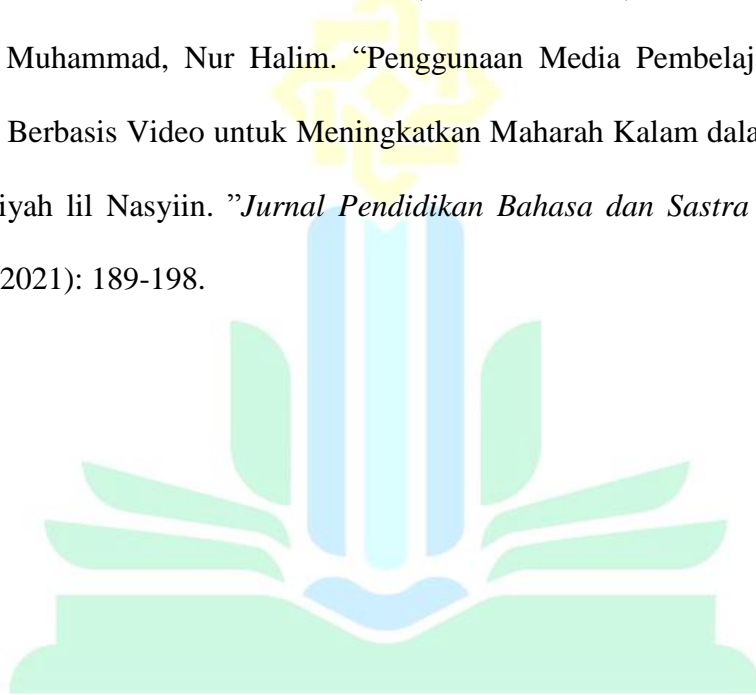 Muhammad, Nur Halim. “Penggunaan Media Pembelaj
Berbasis Video untuk Meningkatkan Maharah Kalam dala
iyah lil Nasyiin. ”Jurnal Pendidikan Bahasa dan Sastra
2021): 189-198.